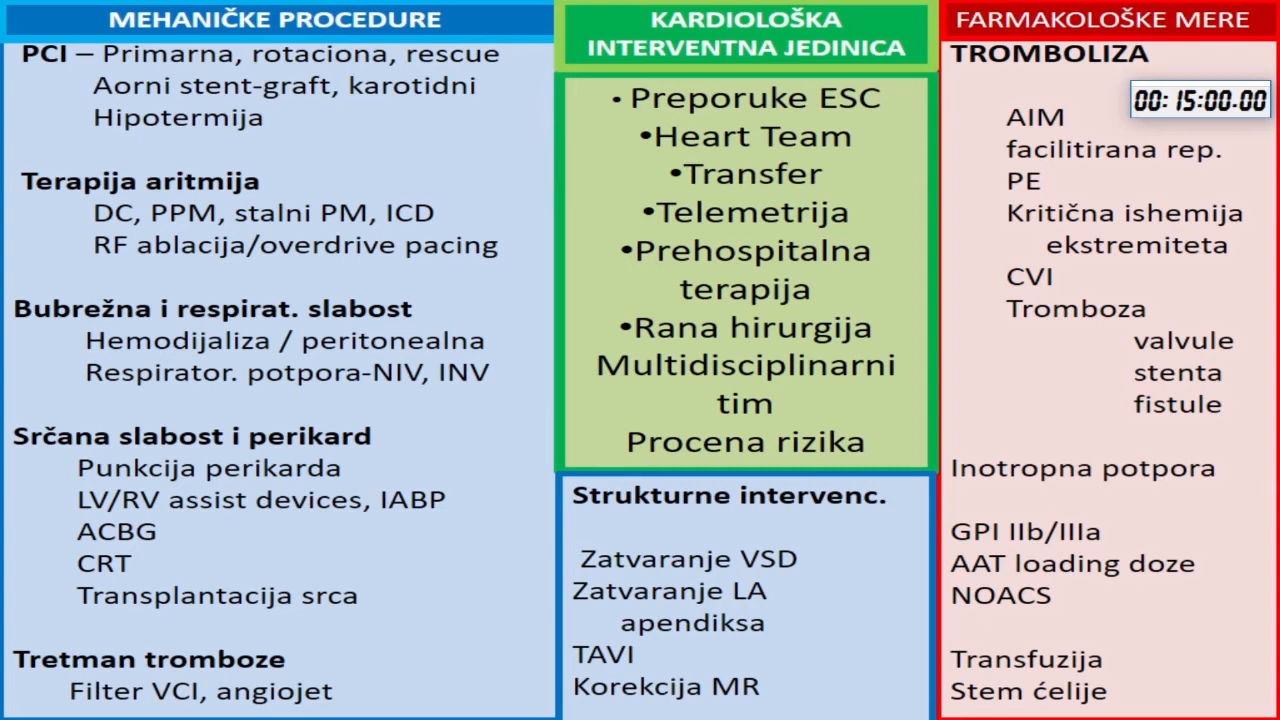 MEHANIČKE PROCEDURE
PCI – Primarna, rotaciona, rescue
Aorni stent-graft, karotidni
Hipotermija
Terapija aritmija
DC, PPM, stalni PM, ICD
RF ablacija/overdrive pacing
Bubrežna i respirat. slabost
Hemodijaliza / peritonealna
Respirator. potpora-NIV, INV
Srčana slabost i perikard
Punkcija perikarda
LV/RV assist devices, IABP
ACBG
CRT
Transplantacija srca
Tretman tromboze
Filter VCI, angiojet
KARDIOLOŠKA
INTERVENTNA JEDINICA
• Preporuke ESC
•Heart Team
•Transfer
•Telemetrija
•Prehospitalna
terapija
•Rana hirurgija
Multidisciplinarni
tim
Procena rizika
Strukturne intervenc.
Zatvaranje VSD
Zatvaranje LA
apendiksa
TAVI
Korekcija MR
FARMAKOLOŠKE MERE
TROMBOLIZA
00:15:00.00
AIM
facilitirana rep.
PE
Kritična ishemija
ekstremiteta
CVI
Tromboza
valvule
stenta
fistule
Inotropna potpora
GPI IIb/IIIa
AAT loading doze
NOACS
Transfuzija
Stem ćelije